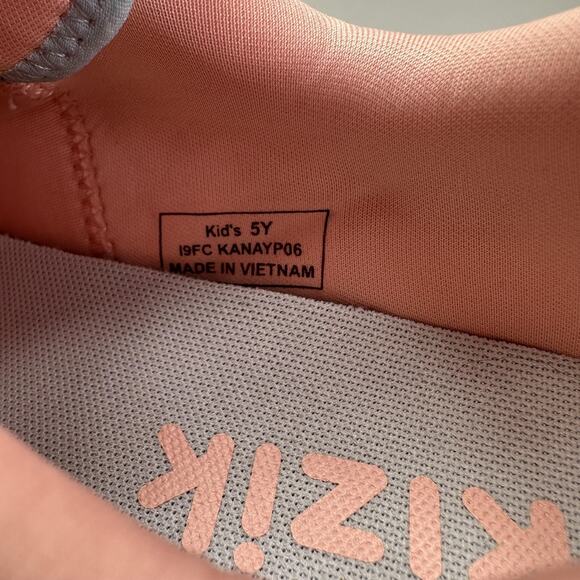 Kid's 5Y
I9FC KANAYP06
MADE IN VIETNAM
kizik